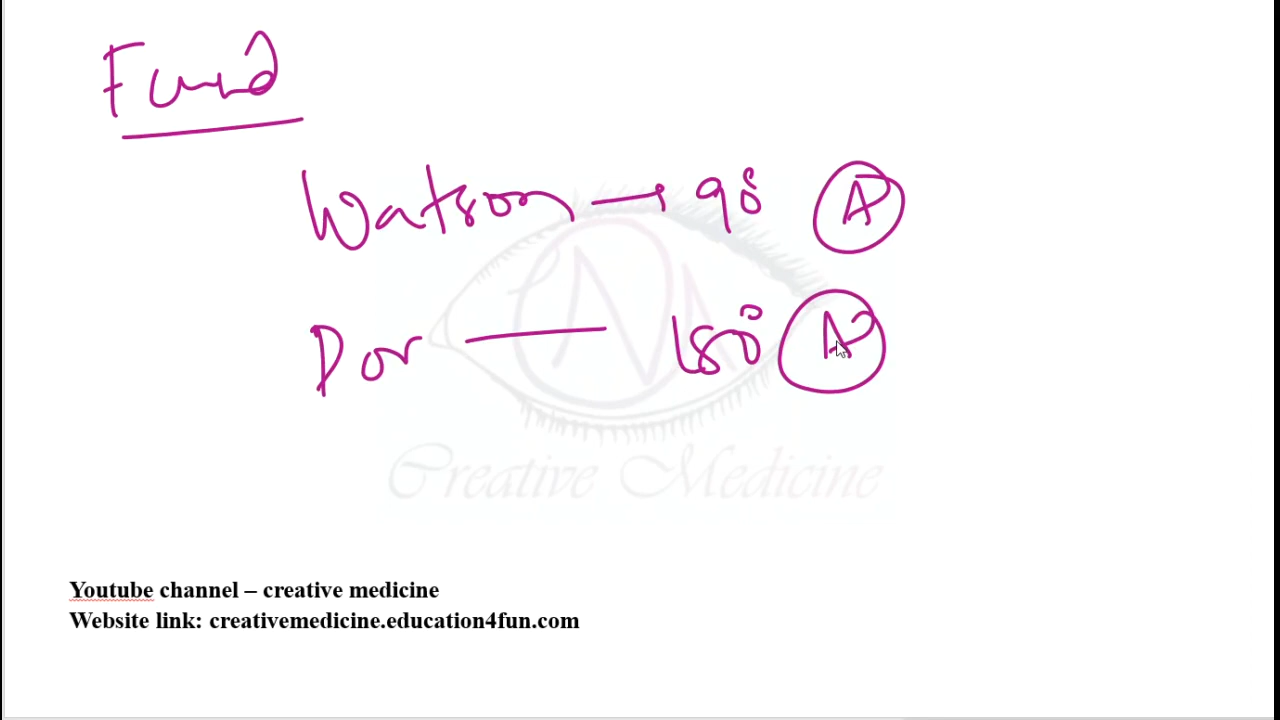 Fund
Watson → 90° A
Dor — 180° A
Creative Medicine
Youtube channel – creative medicine
Website link: creativemedicine.education4fun.com